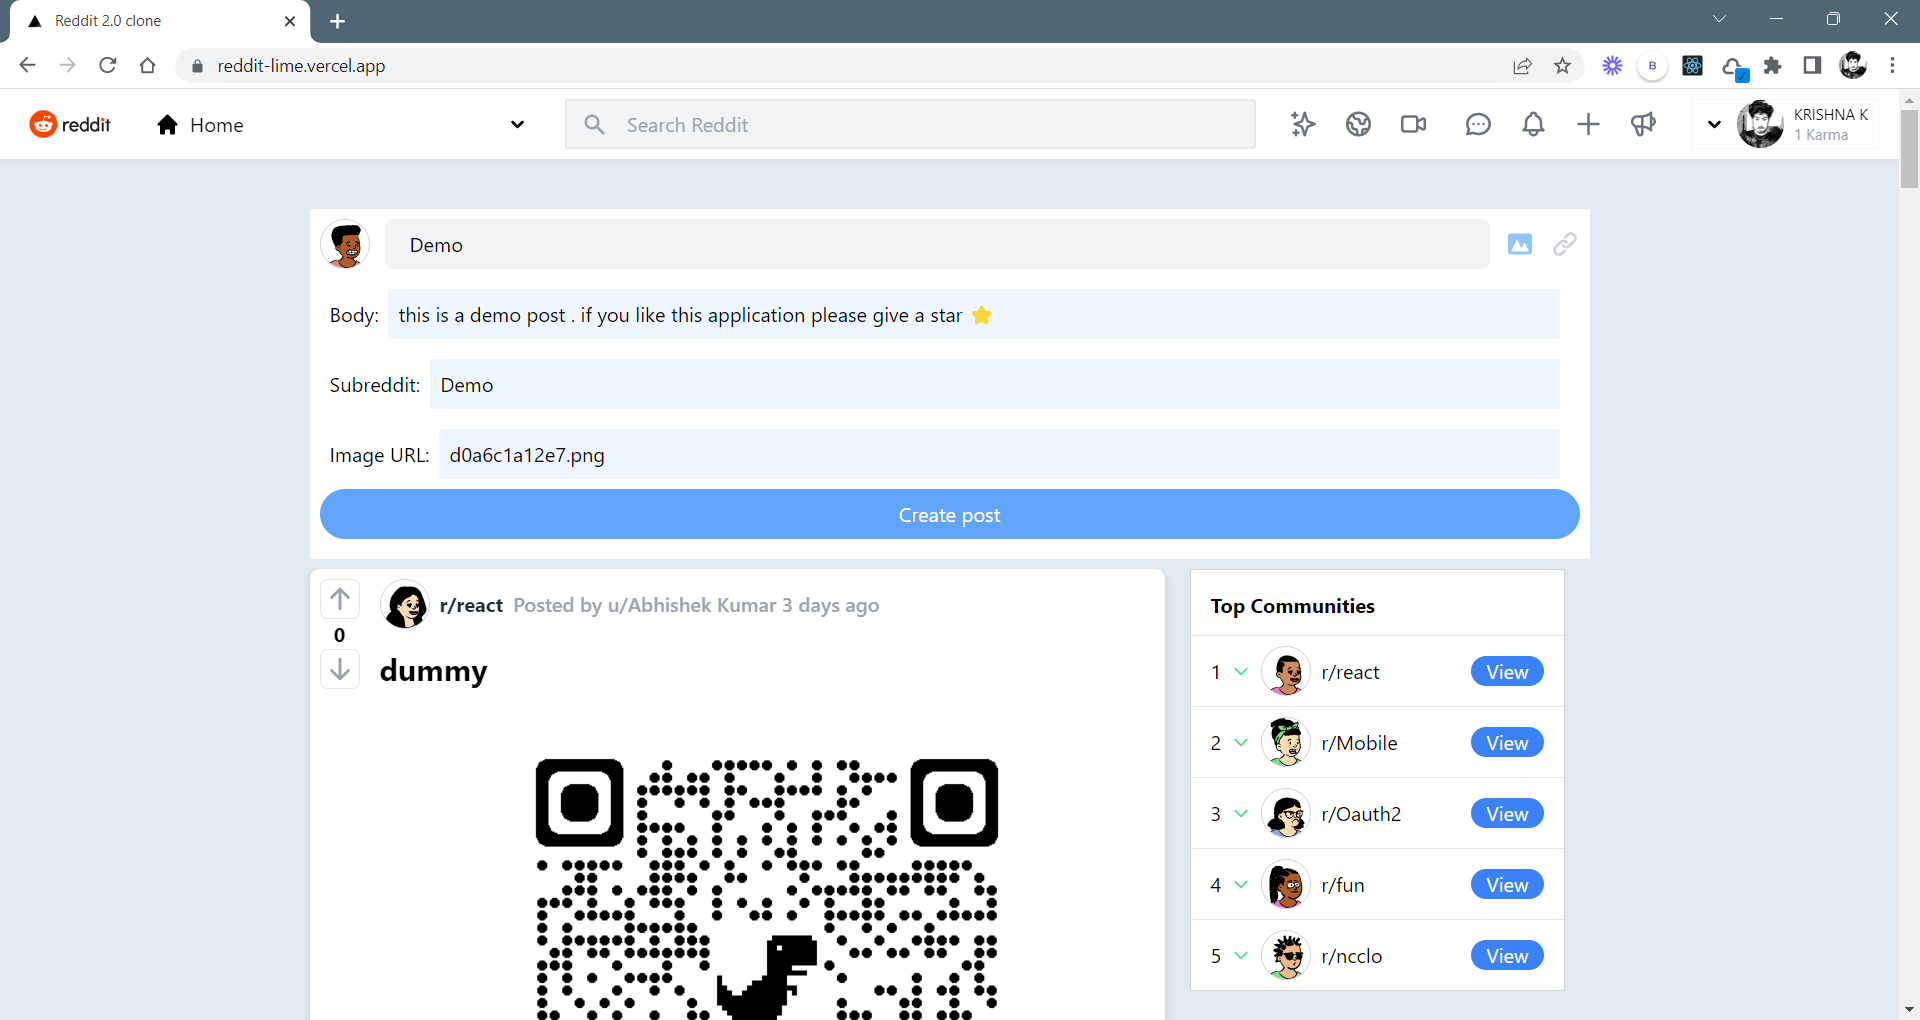 Reddit 2.0 clone
reddit-lime.vercel.app
B
reddit
Home
Search Reddit
KRISHNA K
1 Karma
Demo
Body: this is a demo post . if you like this application please give a star ⭐
Subreddit: Demo
Image URL: d0a6c1a12e7.png
Create post
r/react Posted by u/Abhishek Kumar 3 days ago
0
dummy
Top Communities
1 r/react View
2 r/Mobile View
3 r/Oauth2 View
4 r/fun View
5 r/ncclo View